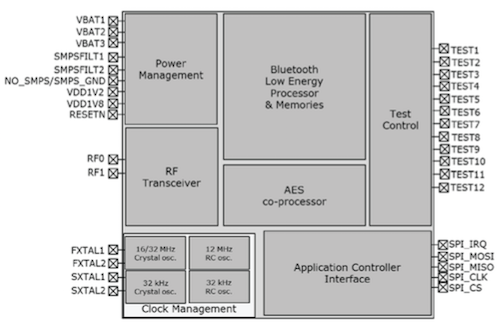 VBAT1
VBAT2
VBAT3
SMPSFILT1
SMPSFILT2
NO_SMPS/SMPS_GND
VDD1V2
VDD1V8
RESETN
RF0
RF1
FXTAL1
FXTAL2
SXTAL1
SXTAL2
Power
Management
RF
Transceiver
Bluetooth
Low Energy
Processor
& Memories
AES
co-processor
Test
Control
16/32 MHz
Crystal osc.
12 MHz
RC osc.
32 kHz
Crystal osc.
32 kHz
RC osc.
Clock Management
Application Controller
Interface
TEST1
TEST2
TEST3
TEST4
TEST5
TEST6
TEST7
TEST8
TEST9
TEST10
TEST11
TEST12
SPI_IRQ
SPI_MOSI
SPI_MISO
SPI_CLK
SPI_CS